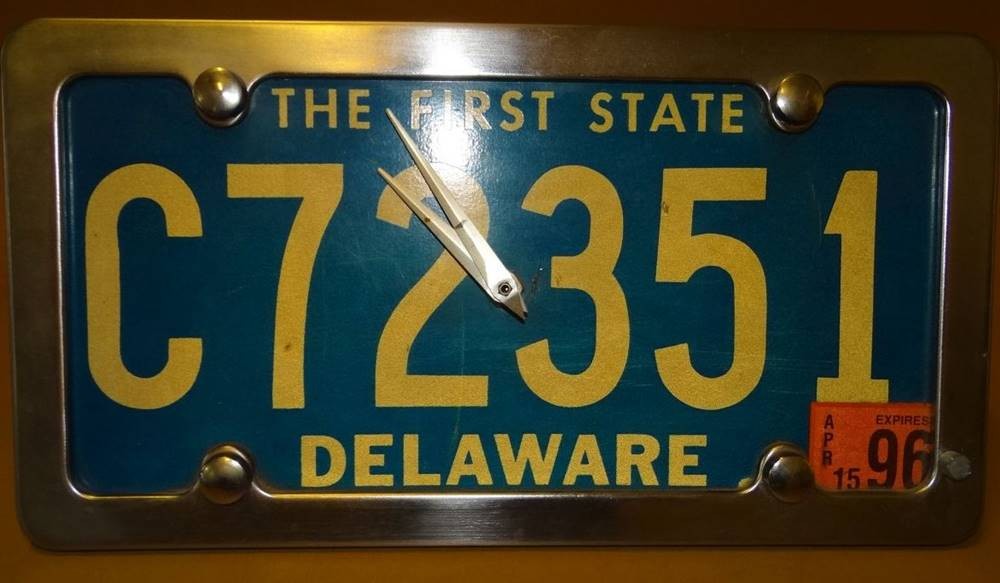 THE FIRST STATE
C72351
DELAWARE
APR
15
EXPIRES
96